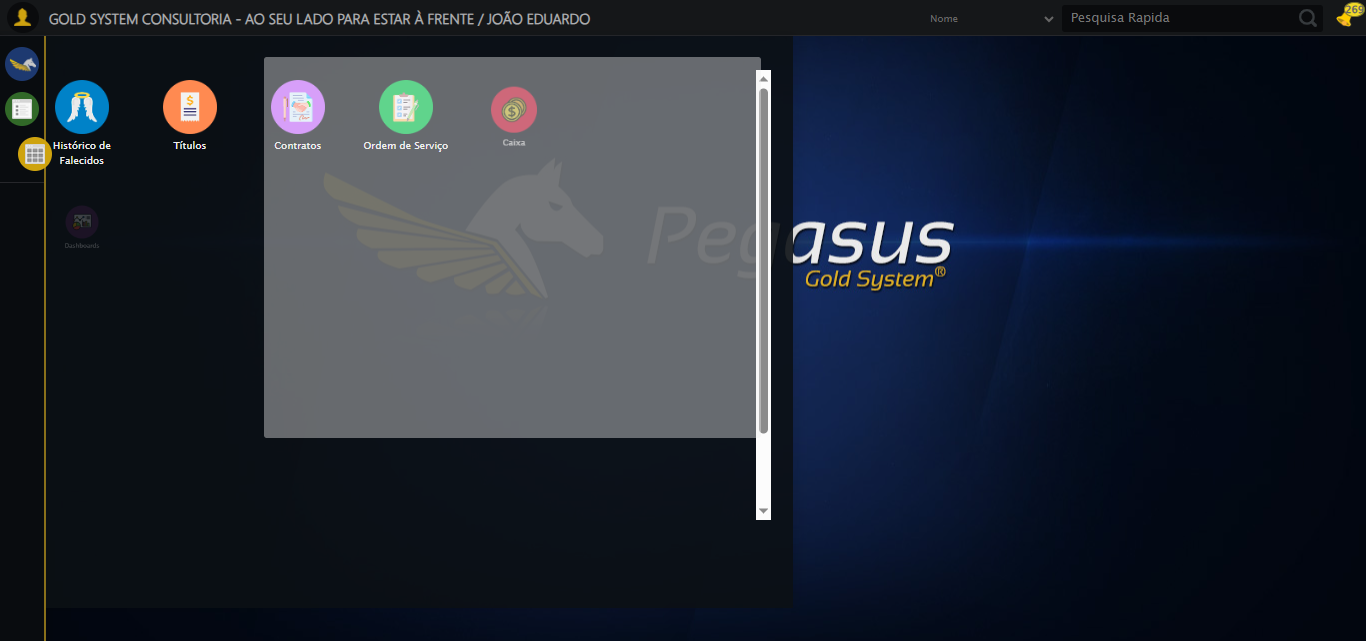 GOLD SYSTEM CONSULTORIA - AO SEU LADO PARA ESTAR À FRENTE / JOÃO EDUARDO
Nome
Pesquisa Rapida
269
Histórico de
Falecidos
Títulos
Contratos
Ordem de Serviço
Caixa
Dashboards
Pegasus
Gold System®